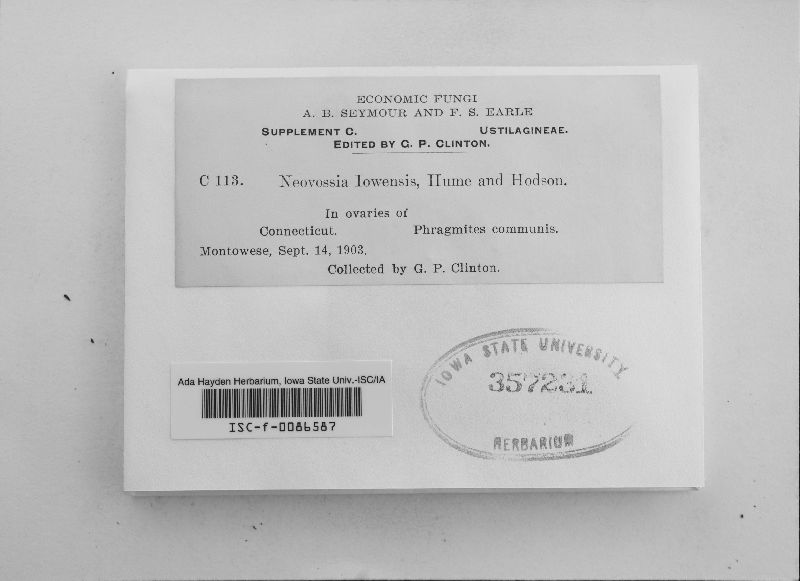 ECONOMIC FUNGI
A. B. SEYMOUR AND F. S. EARLE
SUPPLEMENT C. USTILAGINEAE.
EDITED BY G. P. CLINTON.
C 113. Neovossia Iowensis, Hume and Hodson.
In ovaries of
Connecticut. Phragmites communis.
Montowese, Sept. 14, 1903.
Collected by G. P. Clinton.
Ada Hayden Herbarium, Iowa State Univ.-ISC/IA
ISC-f-0086587
IOWA STATE UNIVERSITY
357231
HERBARIUM